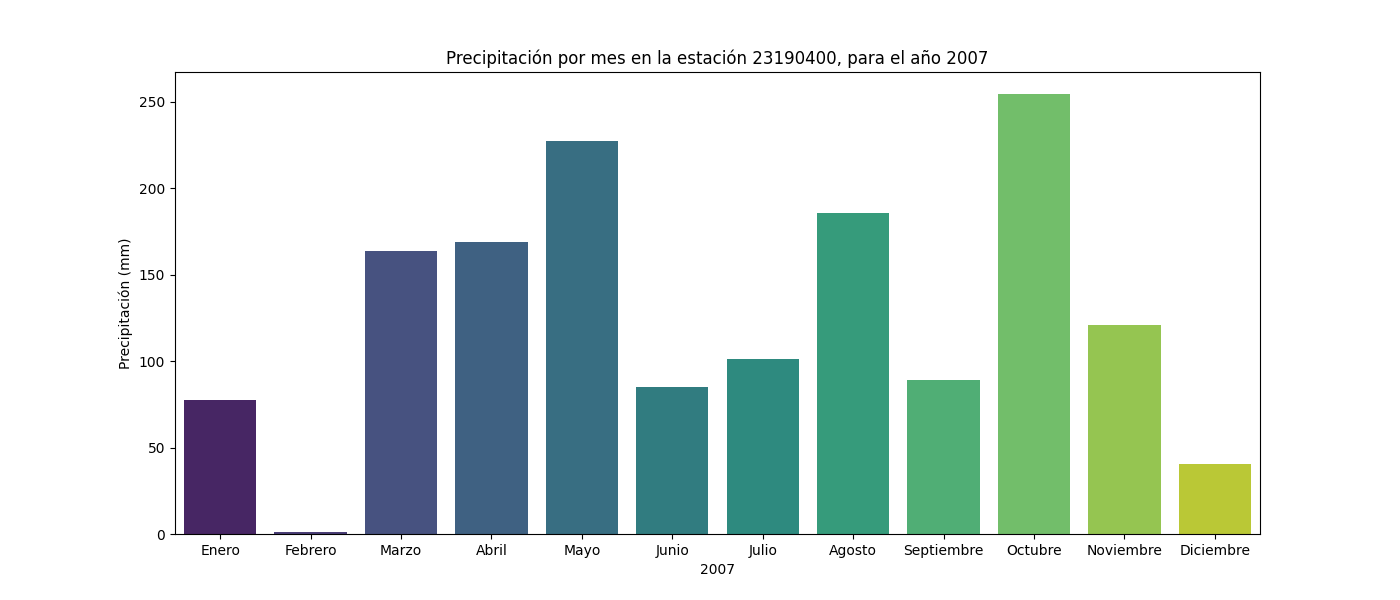 Precipitación por mes en la estación 23190400, para el año 2007
Precipitación (mm)
250
200
150
100
50
0
Enero Febrero Marzo Abril Mayo Junio Julio Agosto Septiembre Octubre Noviembre Diciembre
2007